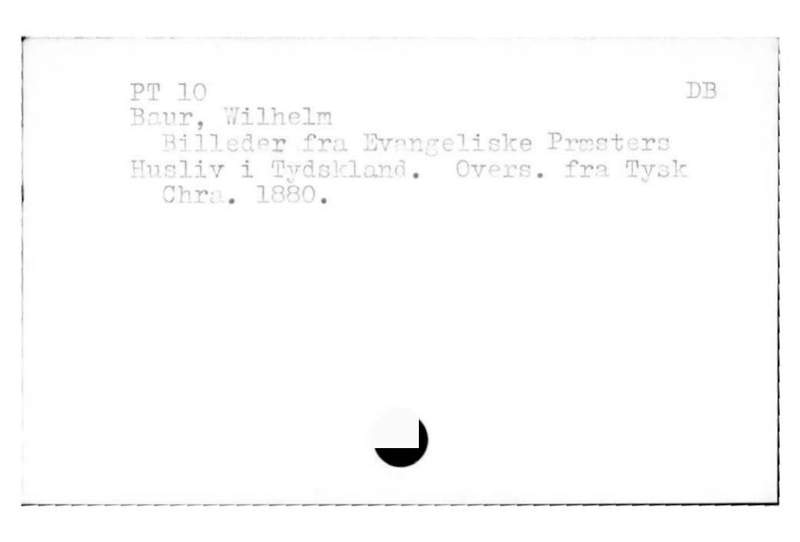 PT 10 DB
Baur, Wilhelm
Billeder fra Evangeliske Præsters
Husliv i Tydskland. Overs. fra Tysk
Chra. 1880.